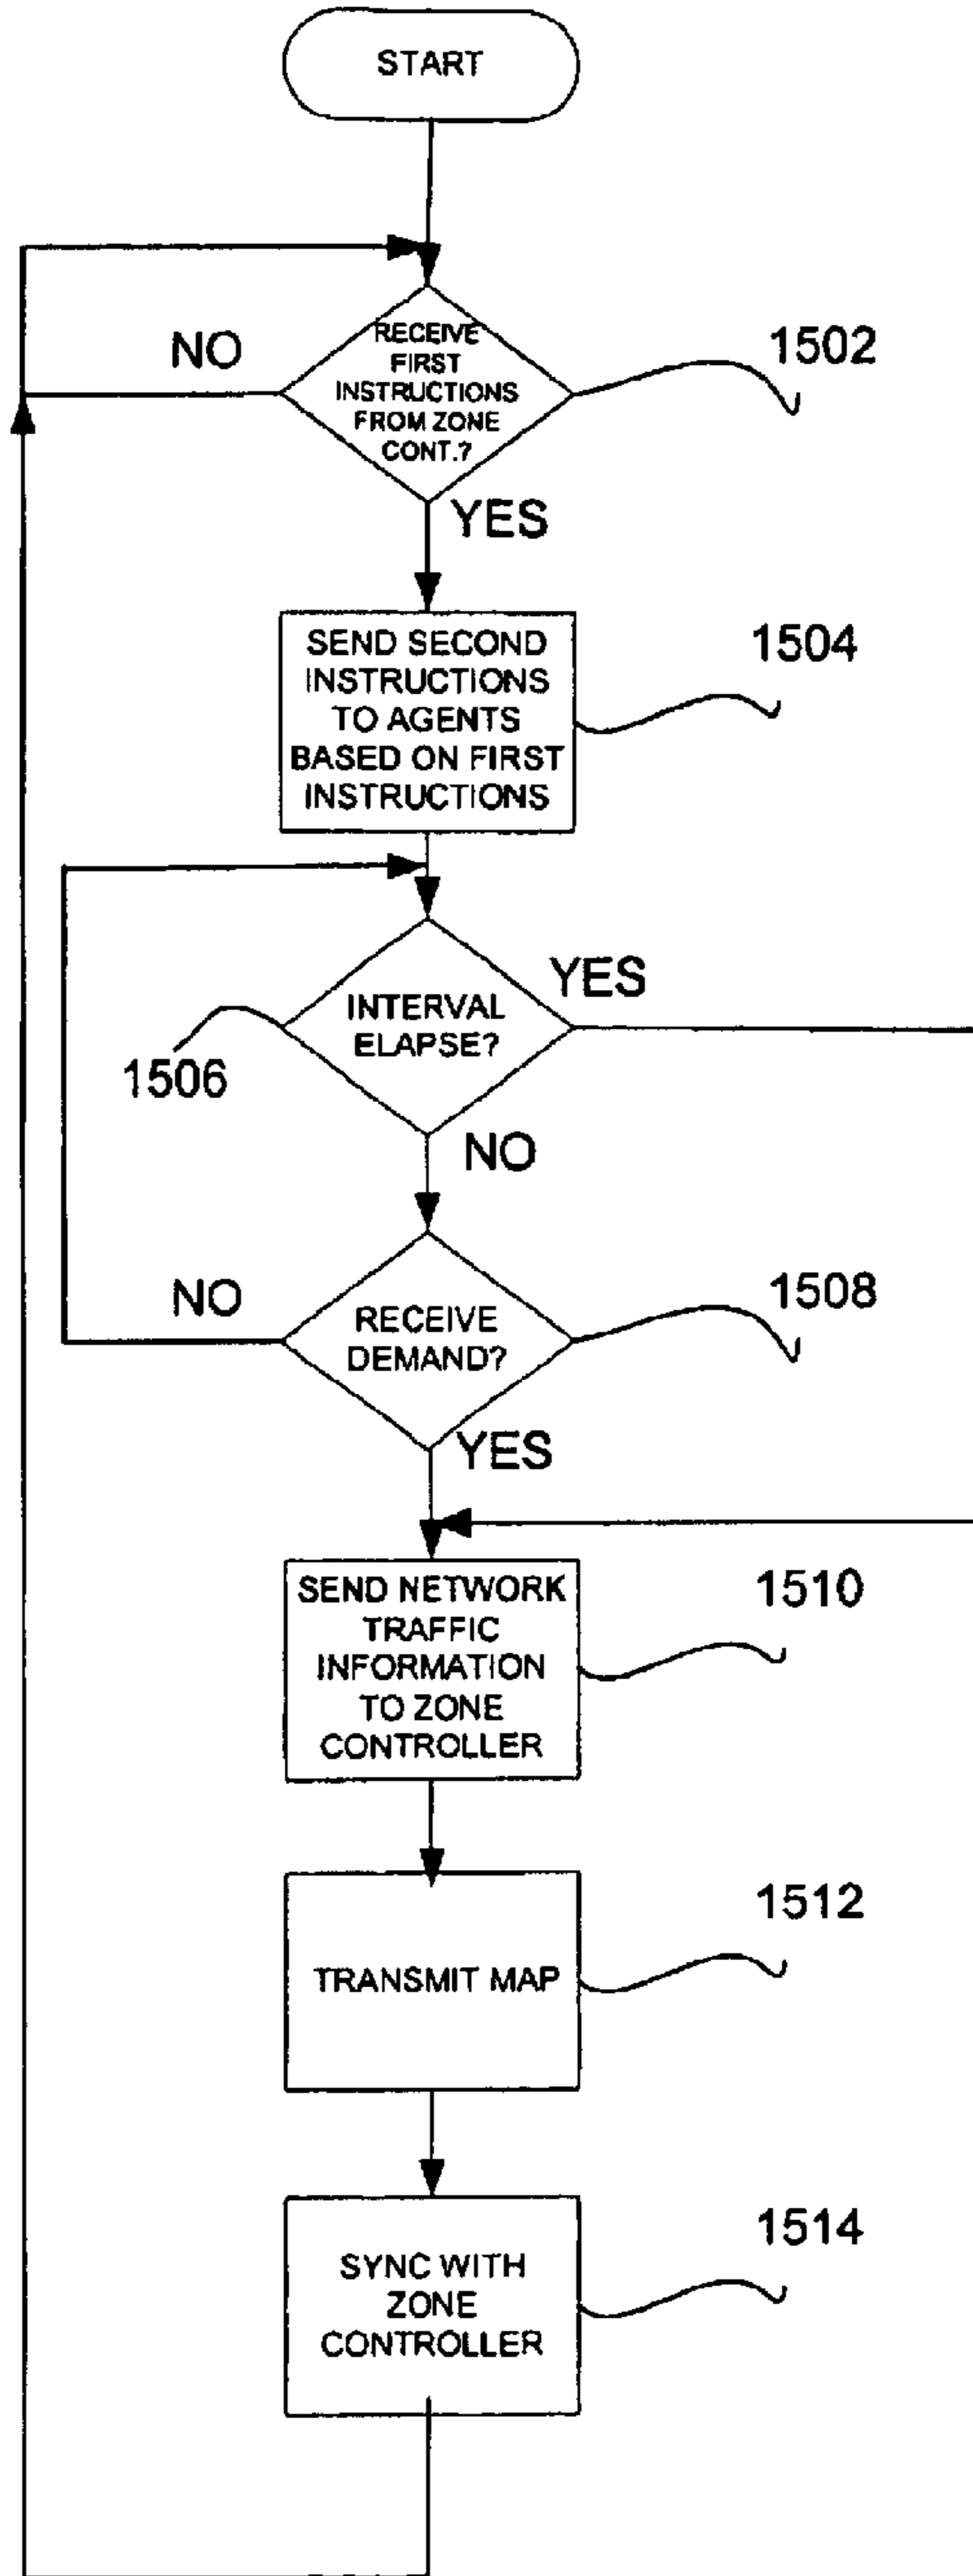 START
NO
RECEIVE
FIRST
INSTRUCTIONS
FROM ZONE
CONT.?
1502
YES
SEND SECOND
INSTRUCTIONS
TO AGENTS
BASED ON FIRST
INSTRUCTIONS
1504
INTERVAL
ELAPSE?
YES
1506
NO
NO
RECEIVE
DEMAND?
1508
YES
SEND NETWORK
TRAFFIC
INFORMATION
TO ZONE
CONTROLLER
1510
TRANSMIT MAP
1512
SYNC WITH
ZONE
CONTROLLER
1514